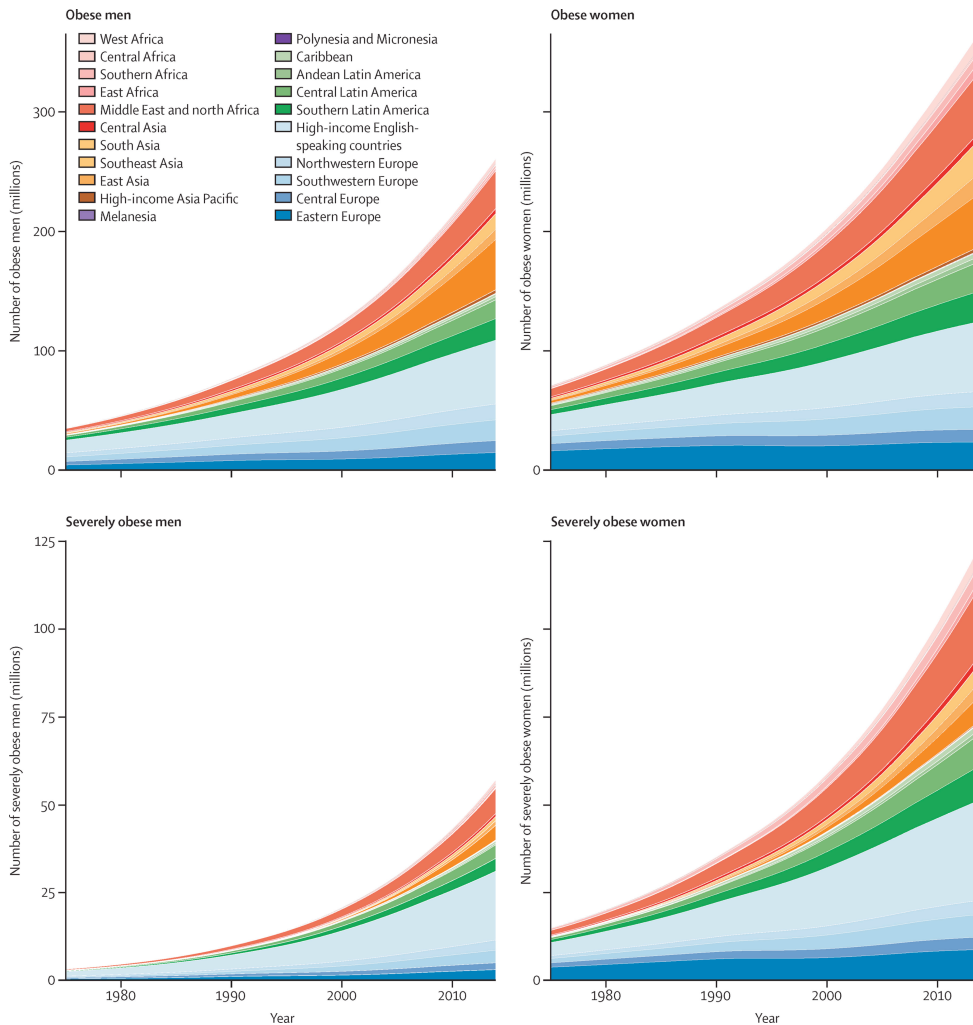 Obese men
West Africa
Central Africa
Southern Africa
East Africa
Middle East and north Africa
Central Asia
South Asia
Southeast Asia
East Asia
High-income Asia Pacific
Melanesia
Polynesia and Micronesia
Caribbean
Andean Latin America
Central Latin America
Southern Latin America
High-income English-
speaking countries
Northwestern Europe
Southwestern Europe
Central Europe
Eastern Europe
Number of obese men (millions)
300
200
100
0
Obese women
Number of obese women (millions)
0
Severely obese men
Number of severely obese men (millions)
125
100
75
50
25
0
1980
1990
2000
2010
Year
Severely obese women
Number of severely obese women (millions)
0
1980
1990
2000
2010
Year